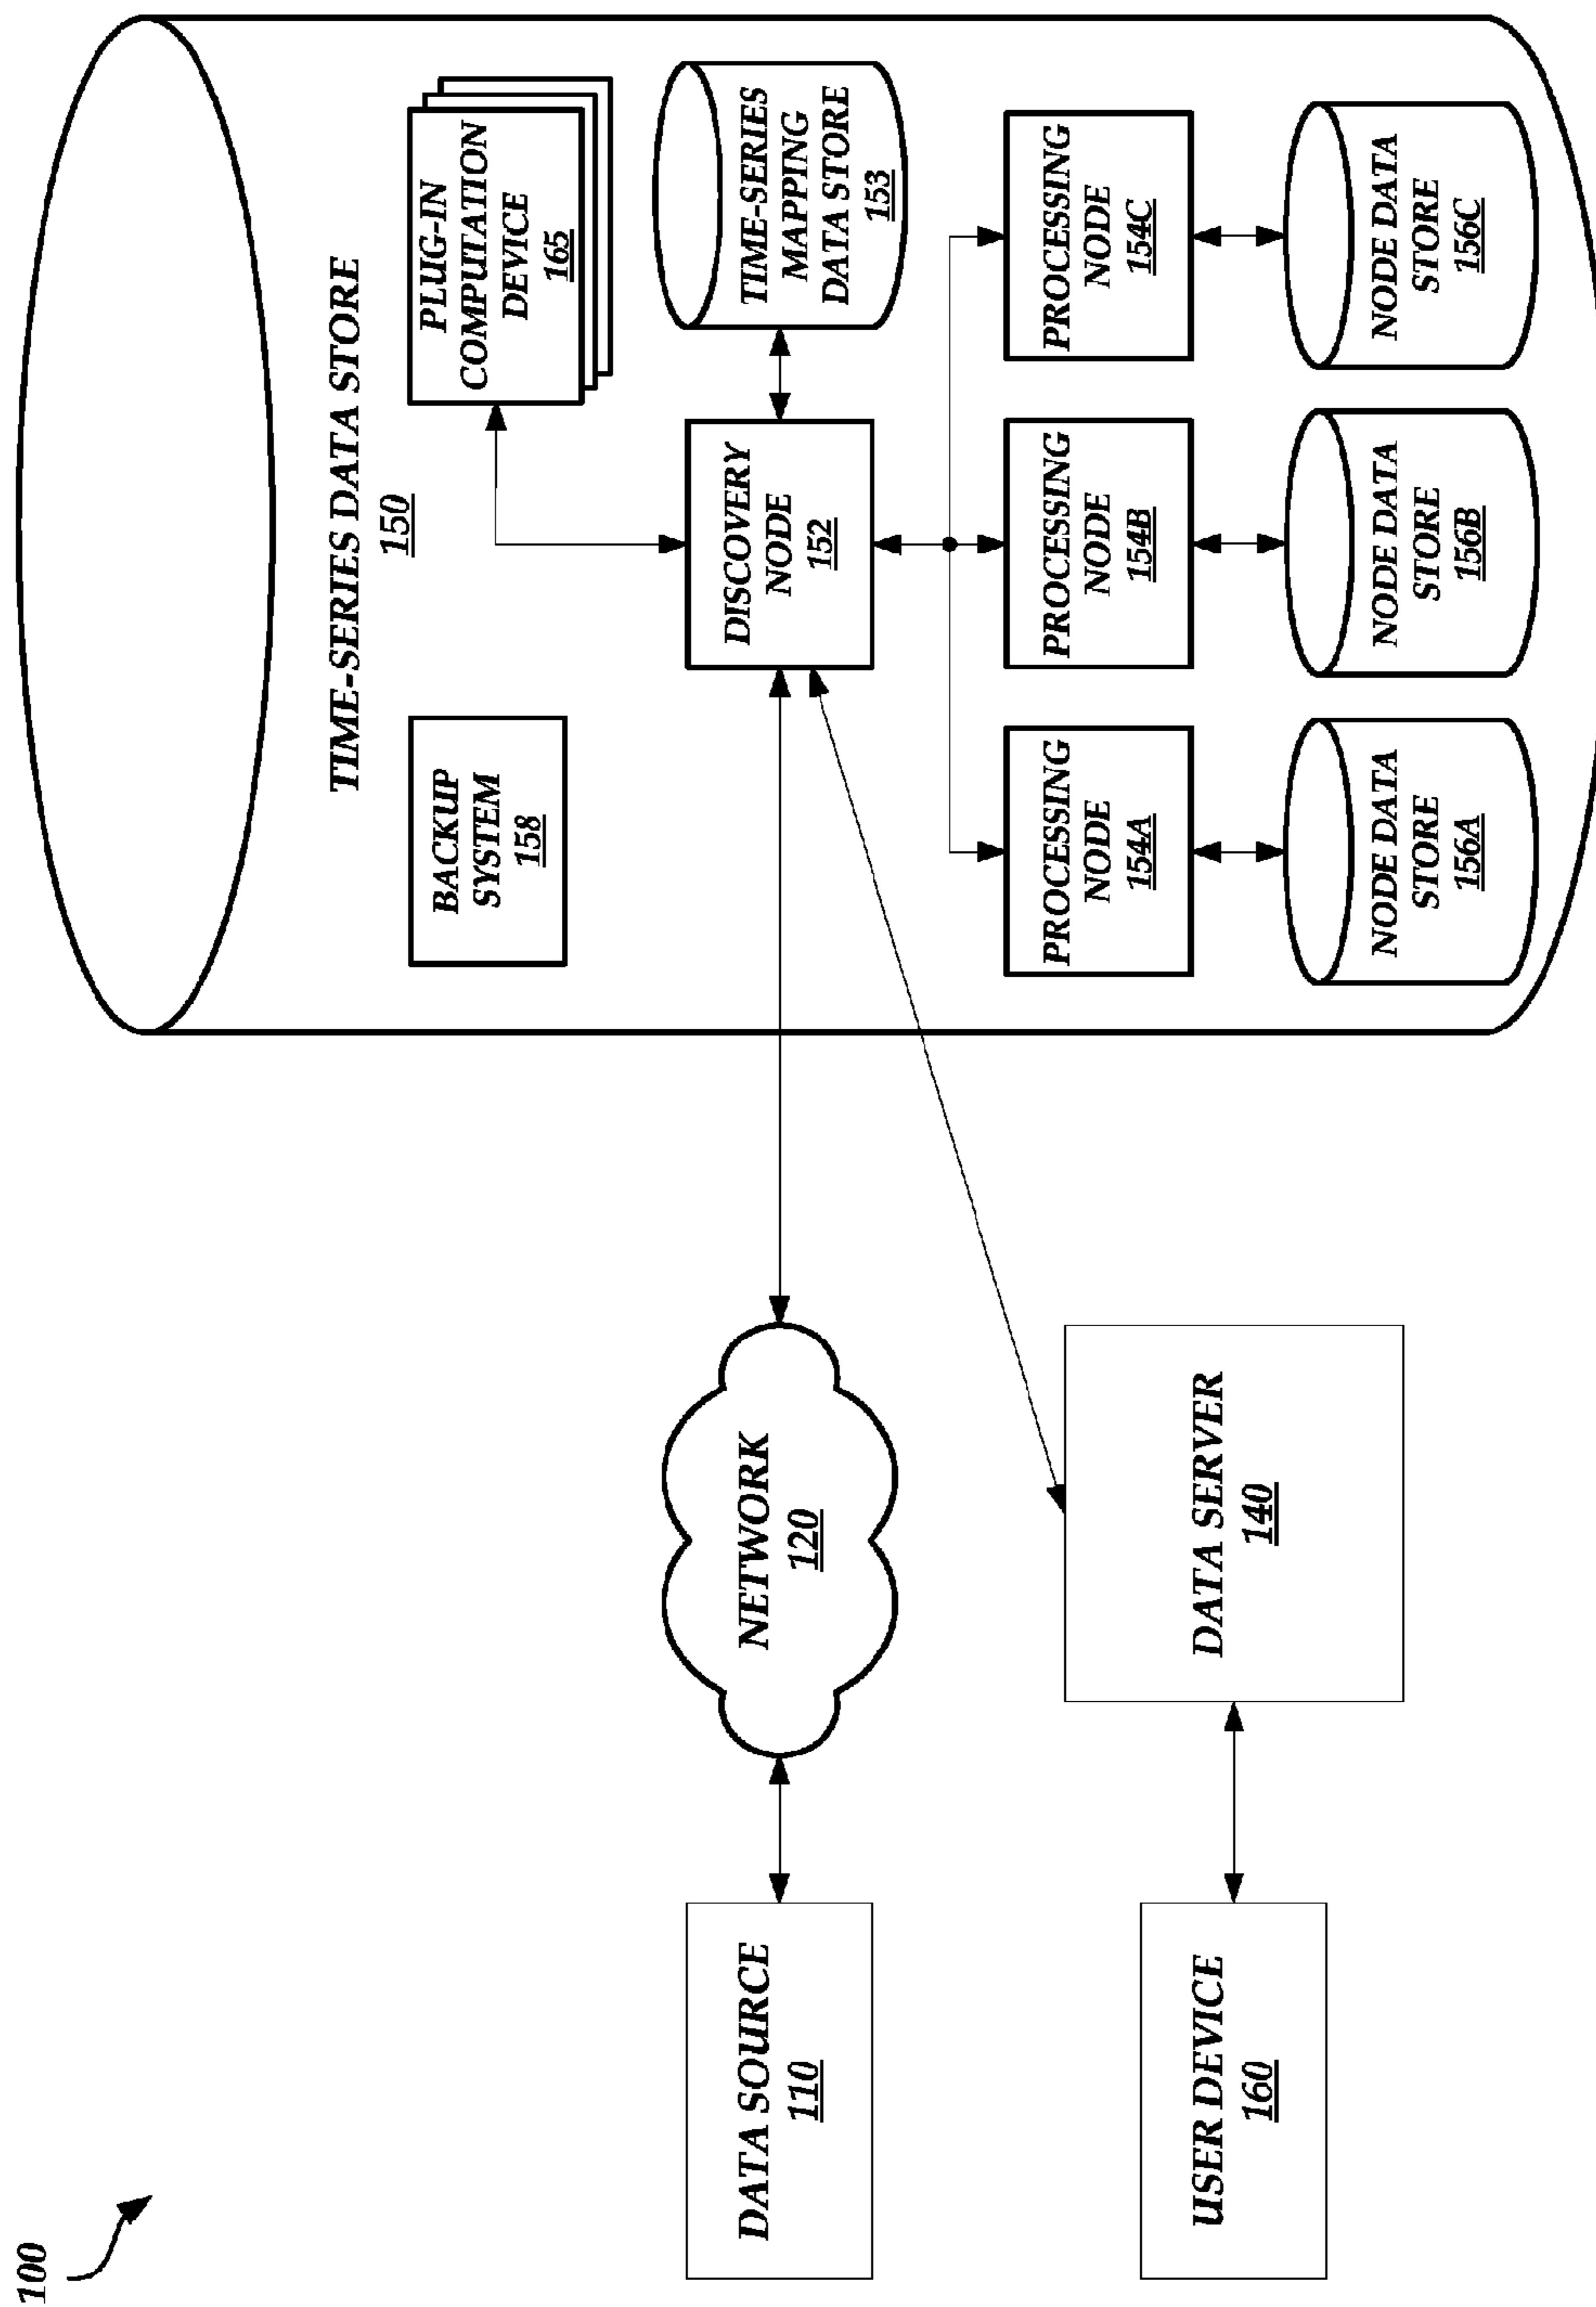 100
TIME-SERIES DATA STORE
150
BACKUP
SYSTEM
158
PLUG-IN
COMPUTATION
DEVICE
165
DATA SOURCE
110
NETWORK
120
DISCOVERY
NODE
152
TIME-SERIES
MAPPING
DATA STORE
153
USER DEVICE
160
DATA SERVER
140
PROCESSING
NODE
154A
PROCESSING
NODE
154B
PROCESSING
NODE
154C
NODE DATA
STORE
156A
NODE DATA
STORE
156B
NODE DATA
STORE
156C